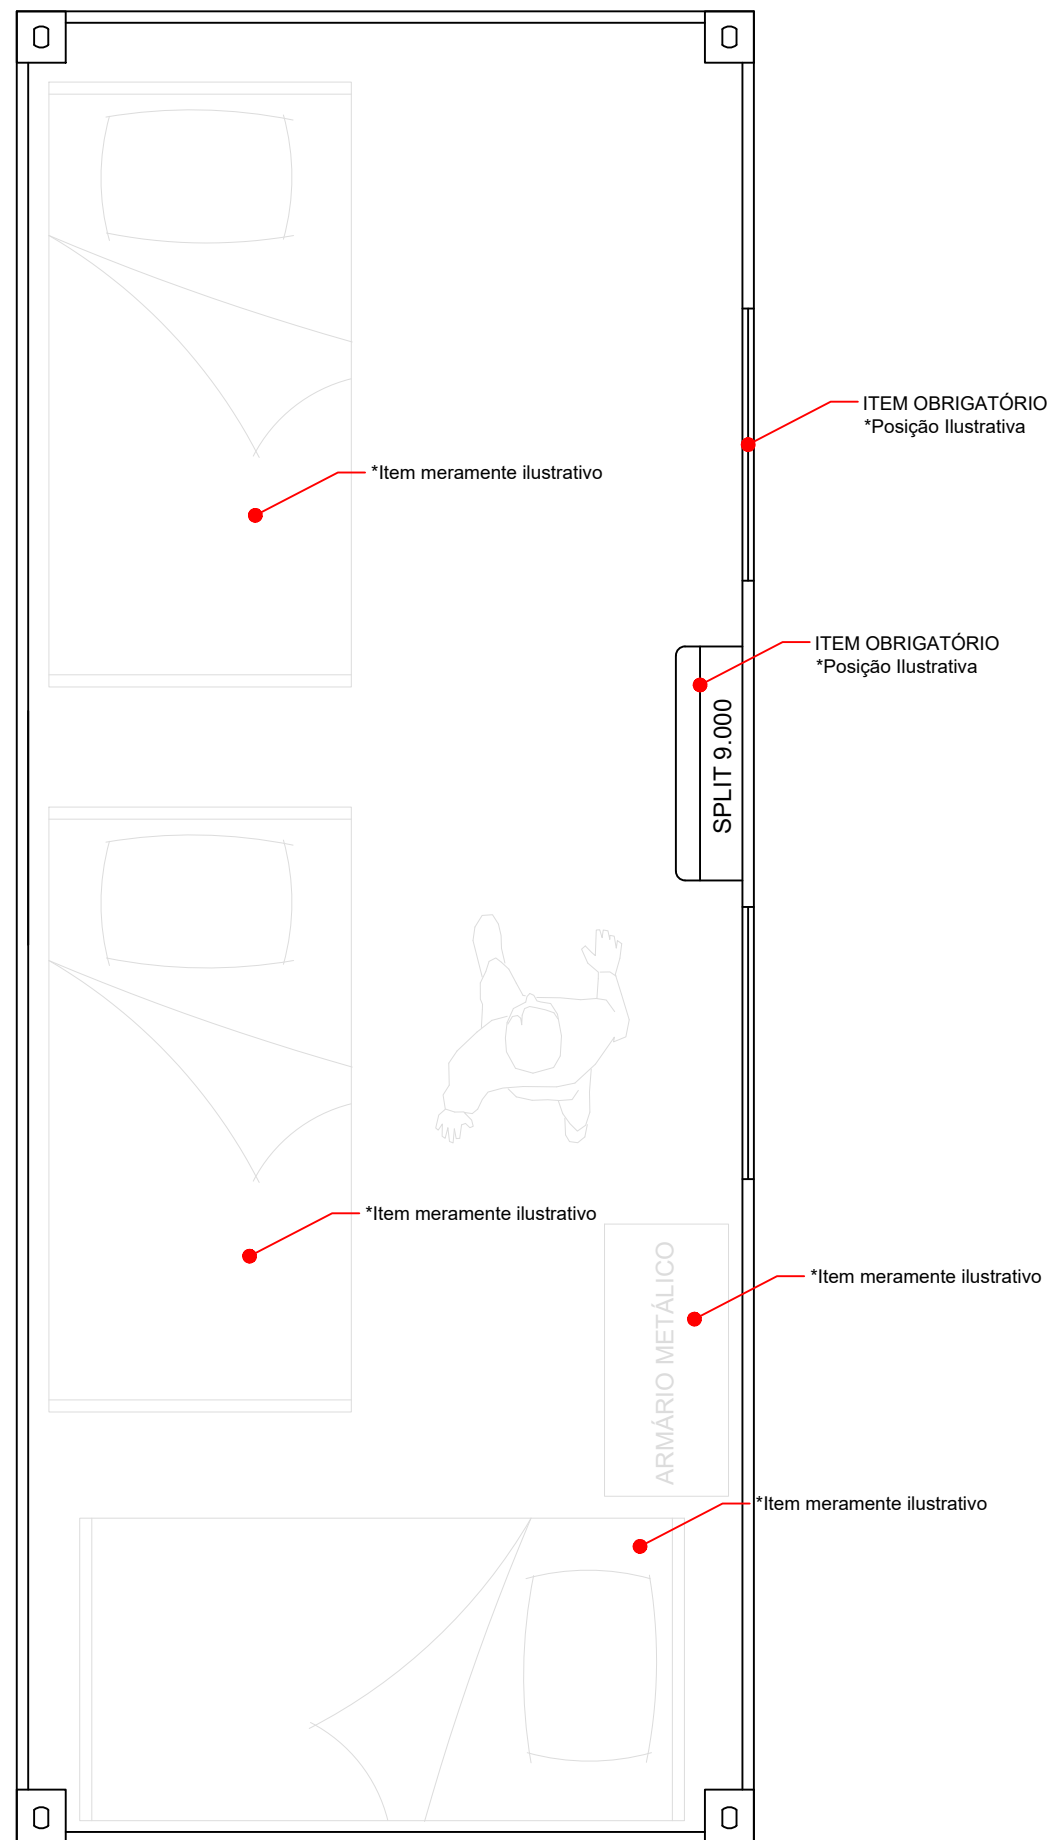 ITEM OBRIGATÓRIO
*Posição Ilustrativa
*Item meramente ilustrativo
ITEM OBRIGATÓRIO
*Posição Ilustrativa
SPLIT 9.000
*Item meramente ilustrativo
*Item meramente ilustrativo
ARMÁRIO METÁLICO
*Item meramente ilustrativo